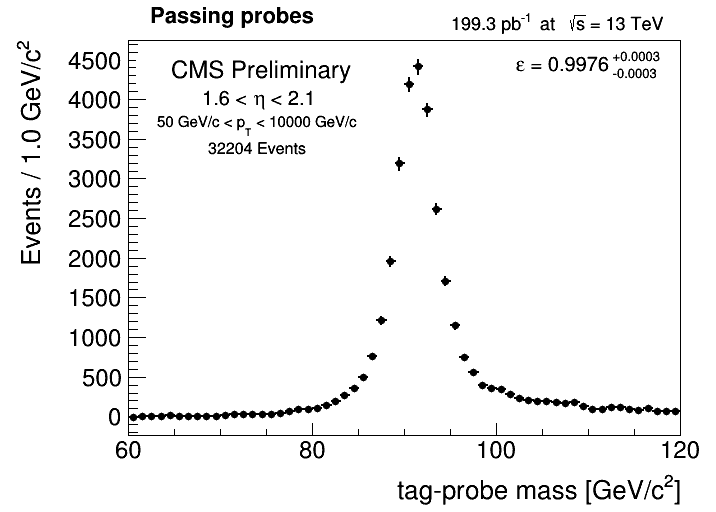 Passing probes
199.3 pb⁻¹ at √s = 13 TeV
CMS Preliminary
ε = 0.9976 +0.0003 -0.0003
1.6 < η < 2.1
50 GeV/c < p_T < 10000 GeV/c
32204 Events
Events / 1.0 GeV/c²
4500
4000
3500
3000
2500
2000
1500
1000
500
0
60 80 100 120
tag-probe mass [GeV/c²]